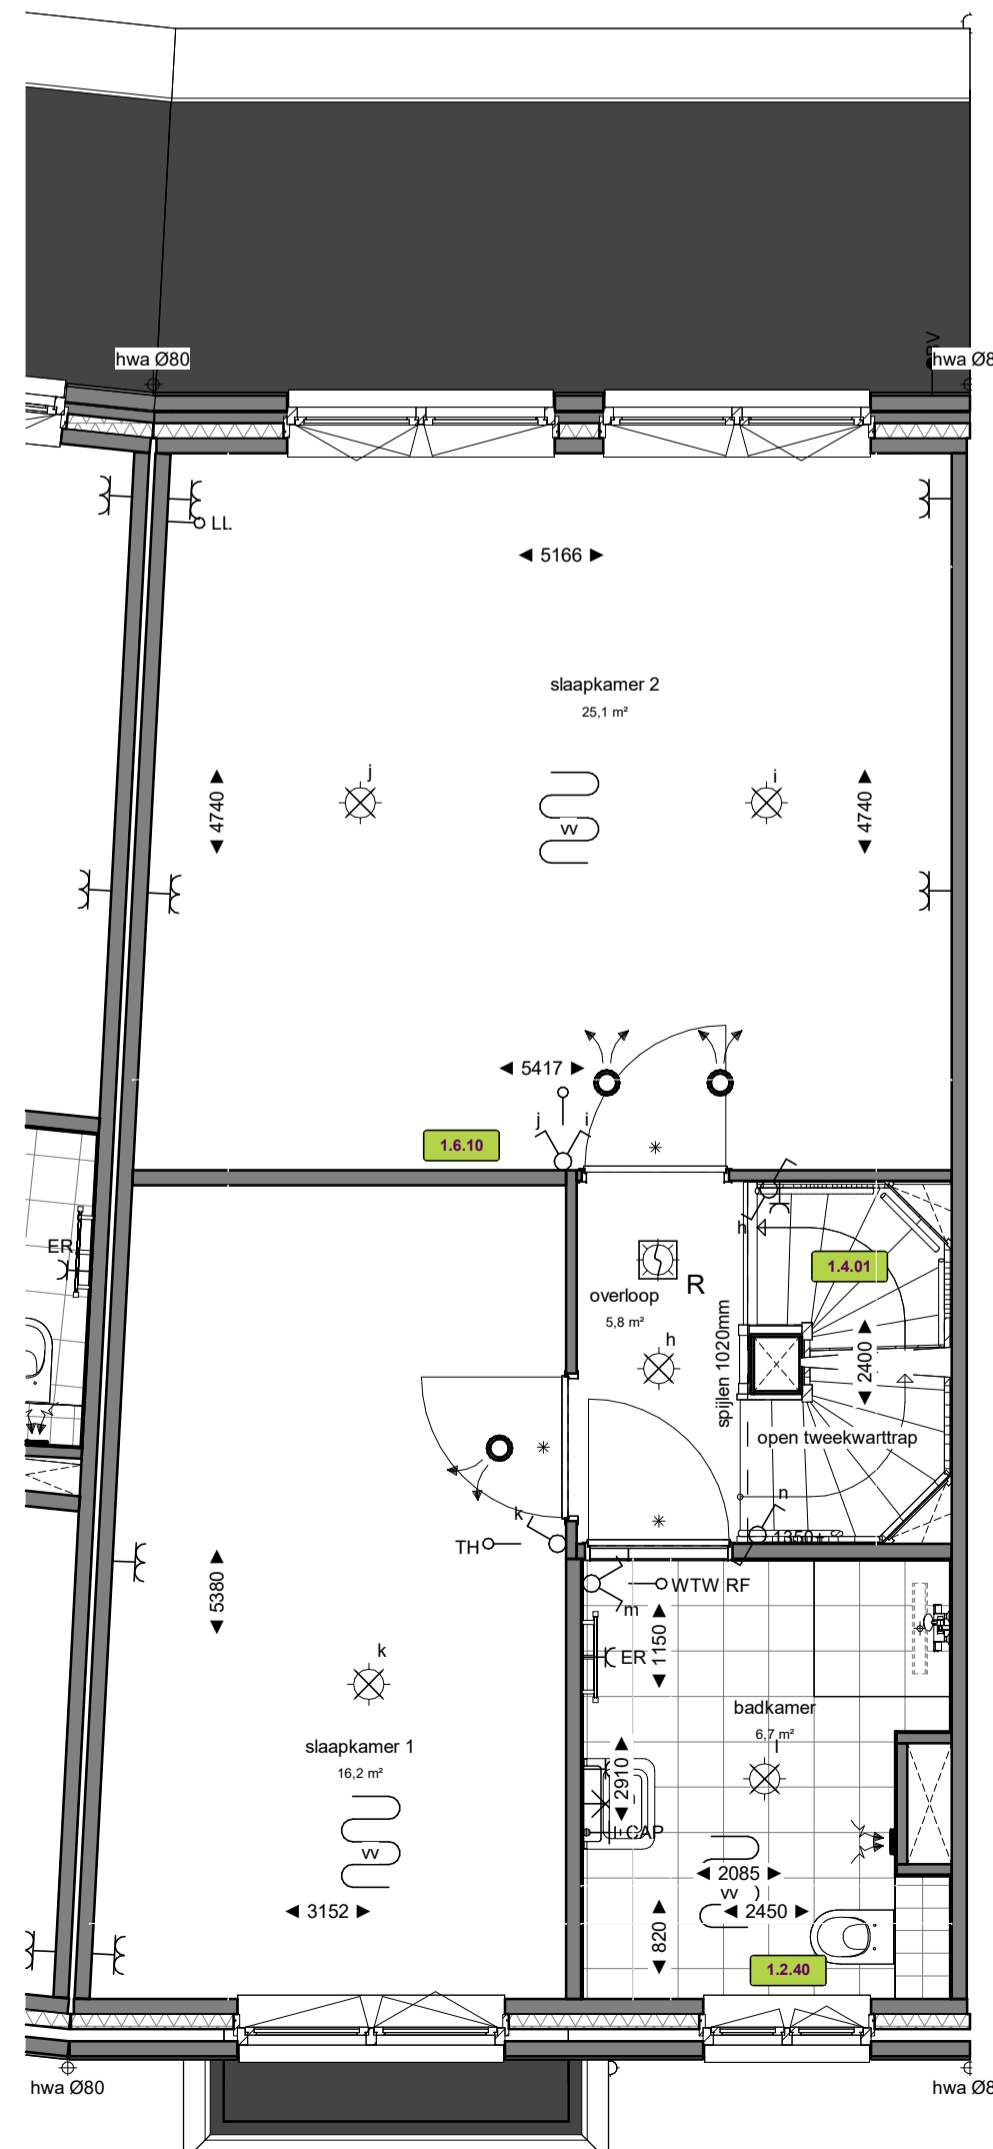 hwa Ø80
hwa Ø8
LL
◄ 5166 ►
slaapkamer 2
25,1 m²
j
i
◄ 4740 ►
◄ 4740 ►
vv
◄ 5417 ►
j
i
1.6.10
h
ER
1.4.01
R
overloop
5,8 m²
h
spijlen 1020mm
◄ 2400 ►
open tweekwarttrap
n
k
1350+
TH
WTW RF
m
◄ 5380 ►
◄ 1150 ►
ER
k
badkamer
6,7 m²
l
slaapkamer 1
16,2 m²
◄ 2910 ►
CAP
vv
◄ 2085 ►
vv
◄ 3152 ►
◄ 2450 ►
◄ 820 ►
1.2.40
hwa Ø80
hwa Ø8